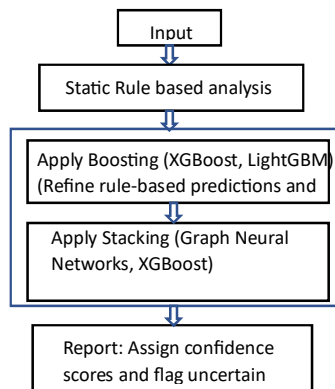 Input
Static Rule based analysis
Apply Boosting (XGBoost, LightGBM)
(Refine rule-based predictions and
Apply Stacking (Graph Neural
Networks, XGBoost)
Report: Assign confidence
scores and flag uncertain